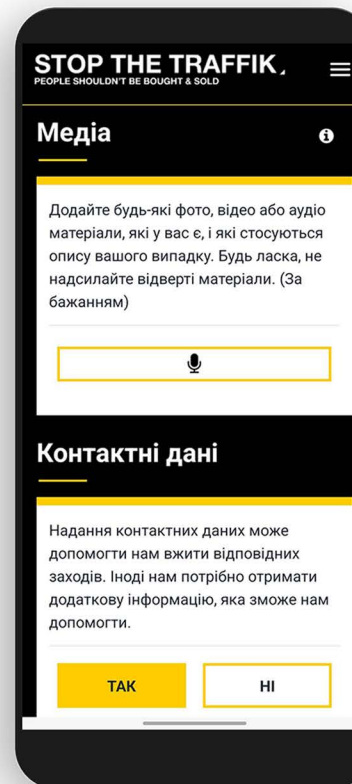 STOP THE TRAFFIK
PEOPLE SHOULDN'T BE BOUGHT & SOLD
Медіа
Додайте будь-які фото, відео або аудіо
матеріали, які у вас є, і які стосуються
опису вашого випадку. Будь ласка, не
надсилайте відверті матеріали. (За
бажанням)
Контактні дані
Надання контактних даних може
допомогти нам вжити відповідних
заходів. Іноді нам потрібно отримати
додаткову інформацію, яка зможе нам
допомогти.
ТАК
НІ